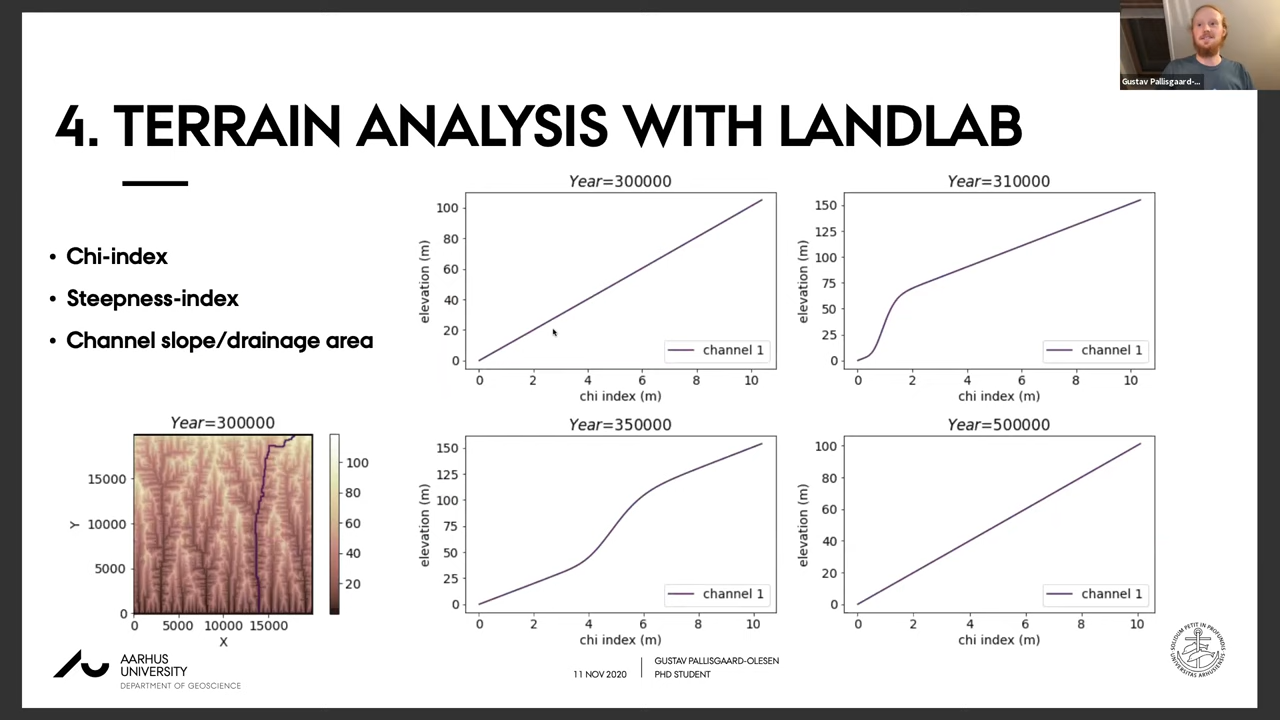 Gustav Pallisgaard-...
4. TERRAIN ANALYSIS WITH LANDLAB
• Chi-index
• Steepness-index
• Channel slope/drainage area
Year=300000
elevation (m)
100
80
60
40
20
0
channel 1
0 2 4 6 8 10
chi index (m)
Year=310000
elevation (m)
150
125
100
75
50
25
0
channel 1
0 2 4 6 8 10
chi index (m)
Year=300000
Y
15000
10000
5000
0
0 5000 10000 15000
X
100
80
60
40
20
Year=350000
elevation (m)
150
125
100
75
50
25
0
channel 1
0 2 4 6 8 10
chi index (m)
Year=500000
elevation (m)
100
80
60
40
20
0
channel 1
0 2 4 6 8 10
chi index (m)
AARHUS
UNIVERSITY
DEPARTMENT OF GEOSCIENCE
11 NOV 2020
GUSTAV PALLISGAARD-OLESEN
PHD STUDENT
SOLIDUM PETIT IN PROFUNDIS
UNIVERSITAS ARHUSIENSIS